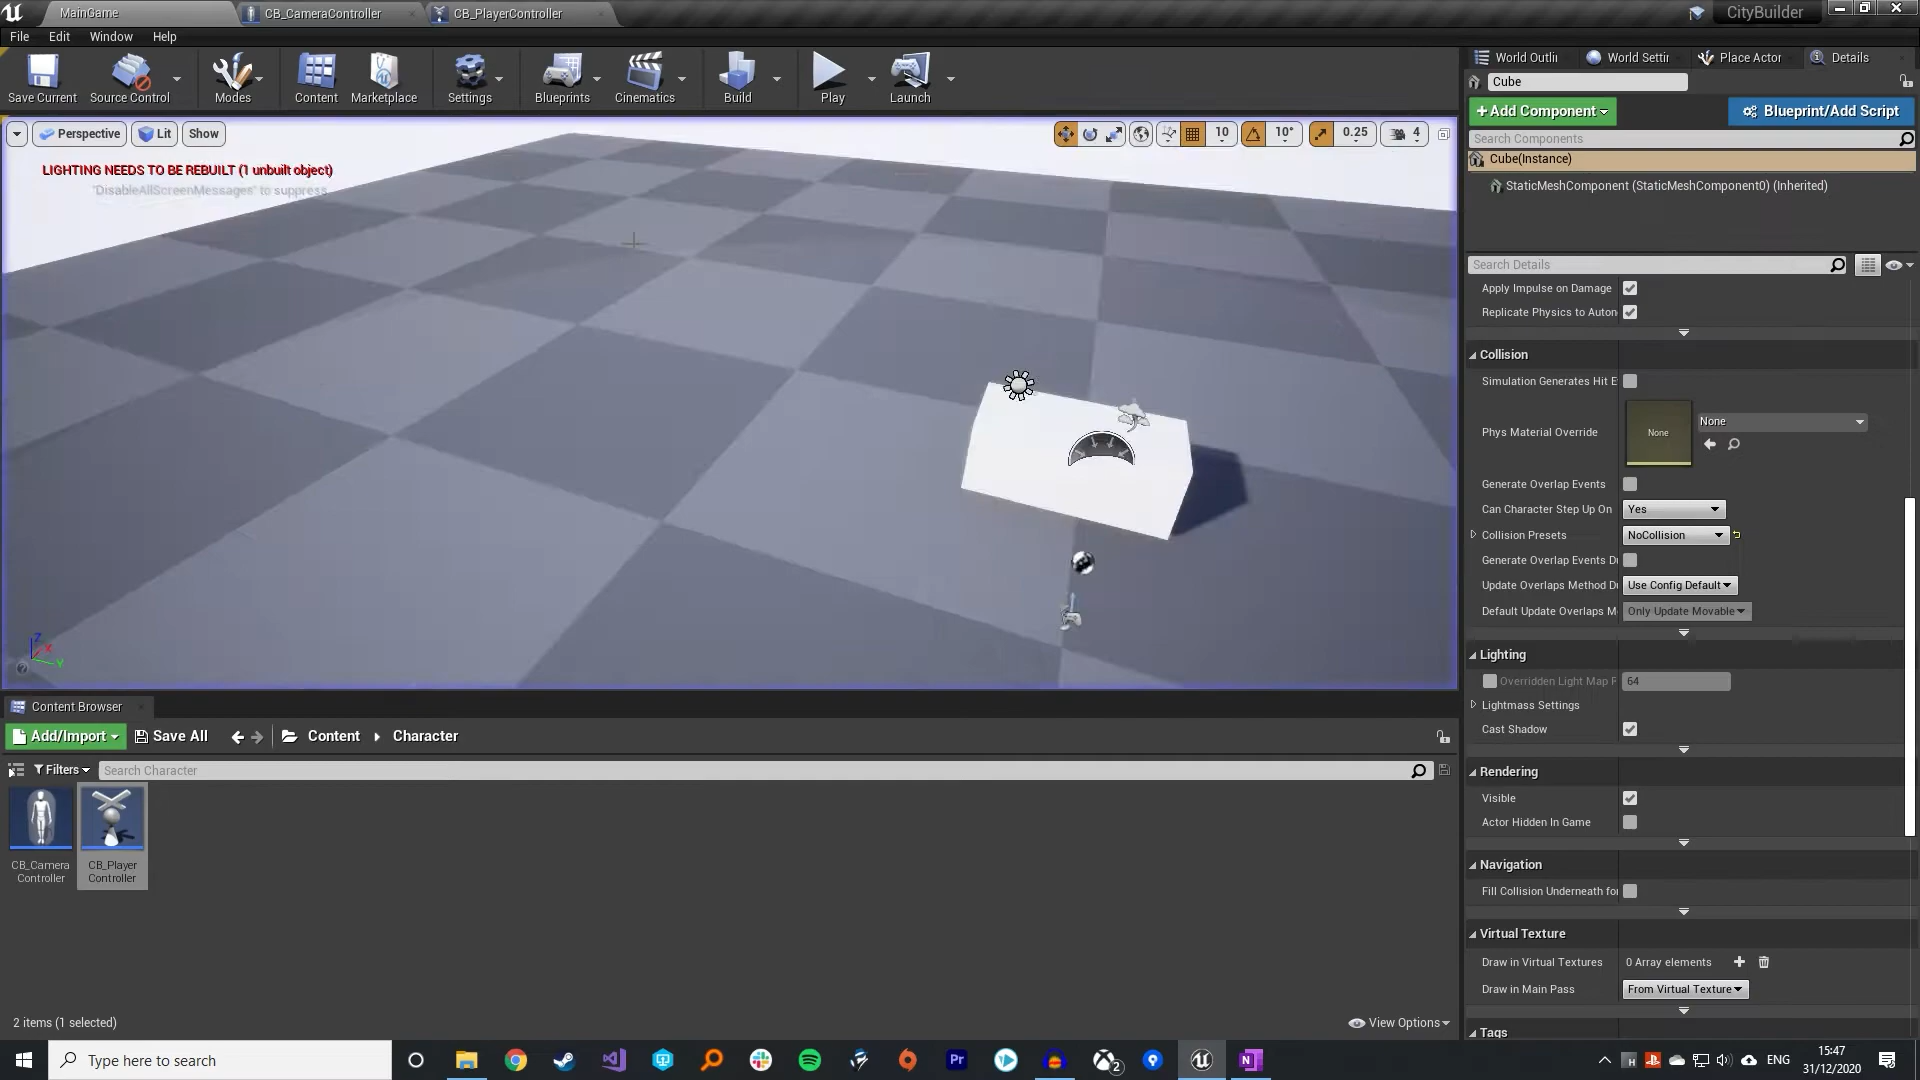 MainGame
CB_CameraController
CB_PlayerController
CityBuilder
File Edit Window Help
Save Current
Source Control
Modes
Content
Marketplace
Settings
Blueprints
Cinematics
Build
Play
Launch
World Outli
World Settin
Place Actor
Details
Cube
+Add Component
Blueprint/Add Script
Search Components
Cube(Instance)
StaticMeshComponent (StaticMeshComponent0) (Inherited)
Perspective
Lit
Show
10
10°
0.25
4
LIGHTING NEEDS TO BE REBUILT (1 unbuilt object)
'DisableAllScreenMessages' to suppress
Search Details
Apply Impulse on Damage
Replicate Physics to Auton
Collision
Simulation Generates Hit E
Phys Material Override
None
None
Generate Overlap Events
Can Character Step Up On
Yes
Collision Presets
NoCollision
Generate Overlap Events Du
Update Overlaps Method Du
Use Config Default
Default Update Overlaps M
Only Update Movable
Lighting
Overridden Light Map R
64
Lightmass Settings
Cast Shadow
Rendering
Visible
Actor Hidden In Game
Navigation
Fill Collision Underneath for
Virtual Texture
Draw in Virtual Textures
0 Array elements
Draw in Main Pass
From Virtual Texture
Tags
Z
X
Y
Content Browser
Add/Import
Save All
Content
Character
Filters
Search Character
CB_Camera
Controller
CB_Player
Controller
2 items (1 selected)
View Options
Type here to search
Pr
2
N
H
ENG
15:47
31/12/2020